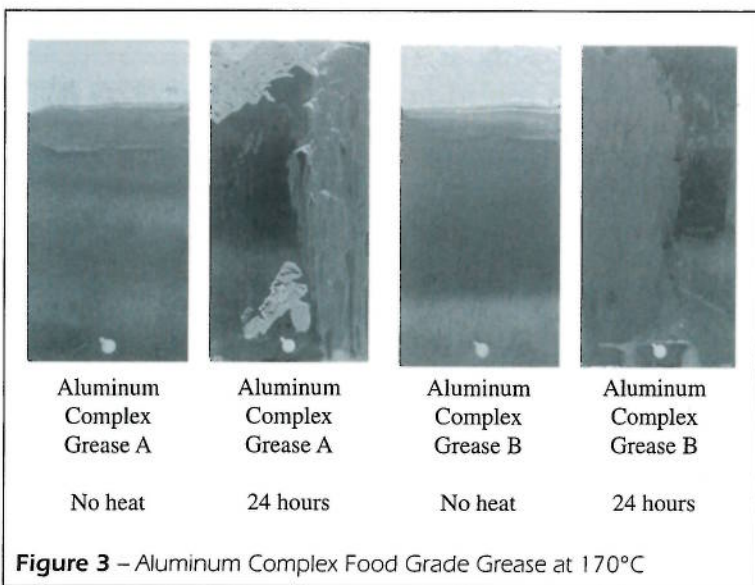 Aluminum
Complex
Grease A
No heat
Aluminum
Complex
Grease A
24 hours
Aluminum
Complex
Grease B
No heat
Aluminum
Complex
Grease B
24 hours
Figure 3 – Aluminum Complex Food Grade Grease at 170°C